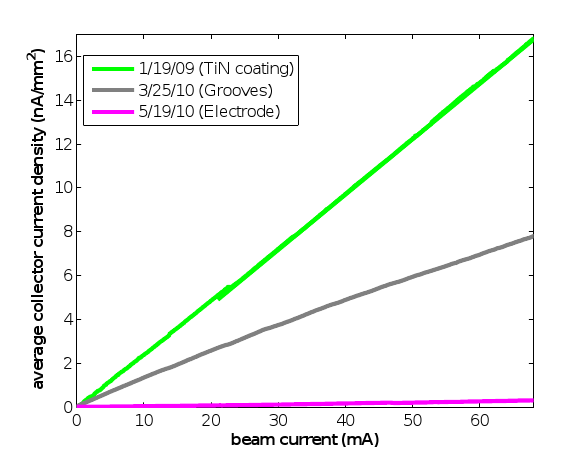 16
14
12
10
8
6
4
2
0
average collector current density (nA/mm²)
1/19/09 (TiN coating)
3/25/10 (Grooves)
5/19/10 (Electrode)
0 10 20 30 40 50 60
beam current (mA)